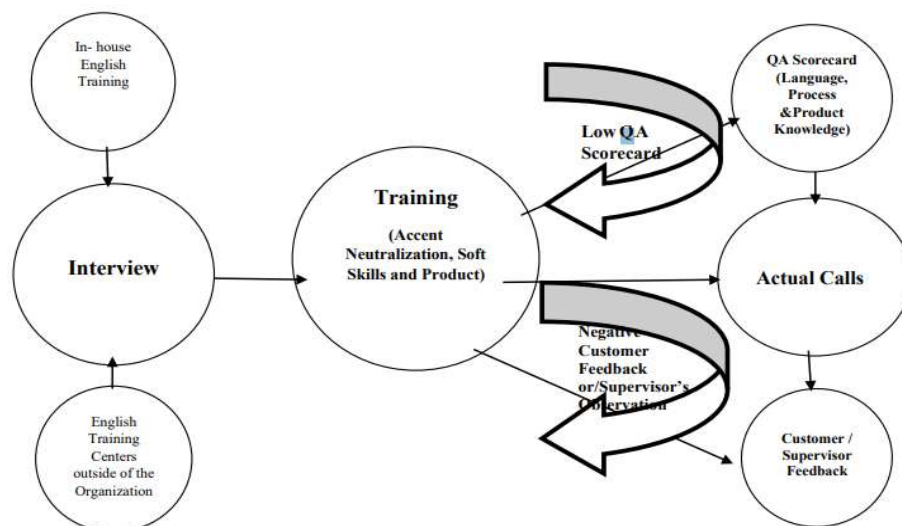 In- house
English
Training
Interview
English
Training
Centers
outside of the
Organization
Training
(Accent
Neutralization, Soft
Skills and Product)
Low QA
Scorecard
Negative
Customer
Feedback
or/Supervisor's
Observation
QA Scorecard
(Language,
Process
&Product
Knowledge)
Actual Calls
Customer /
Supervisor
Feedback